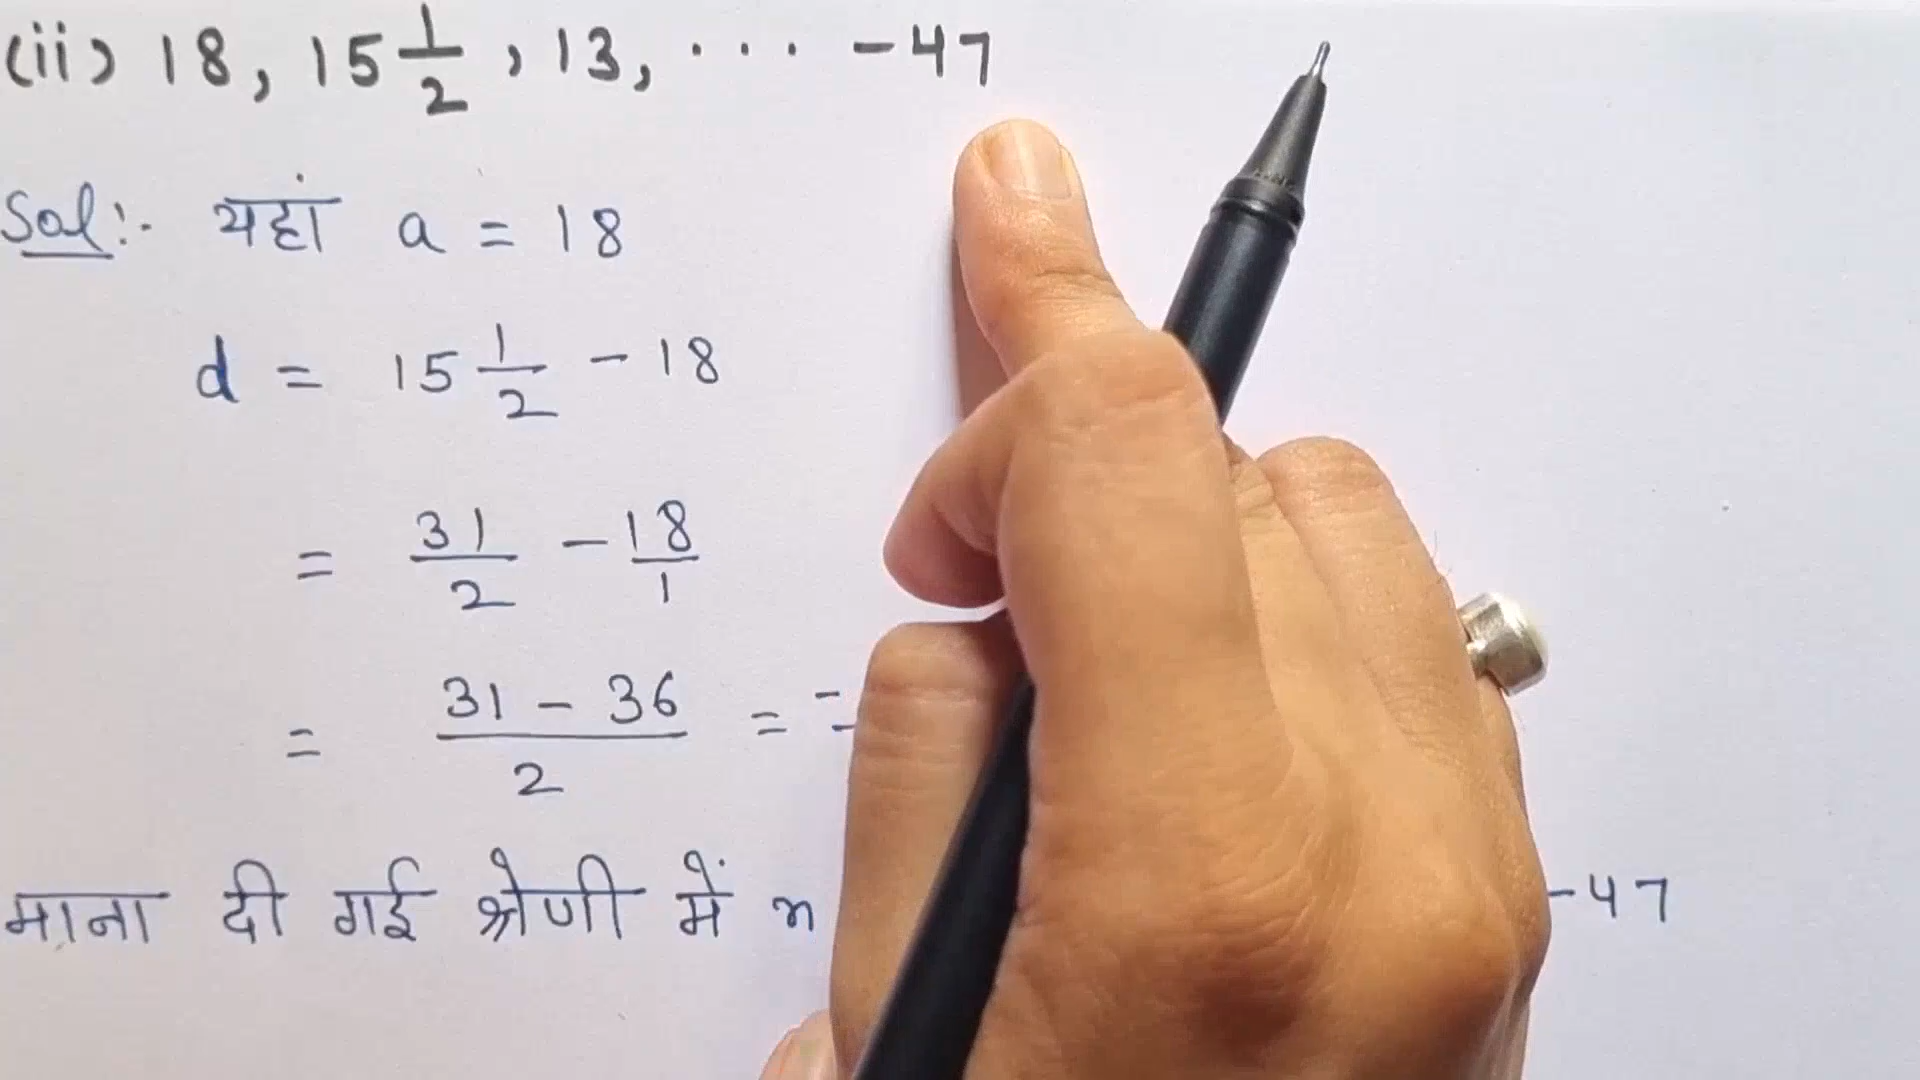 (ii) 18, 15 1/2, 13, ... -47
Sol:- यहां a = 18
d = 15 1/2 - 18
= 31/2 - 18/1
= (31 - 36)/2 = -
माना दी गई श्रेणी में n -47